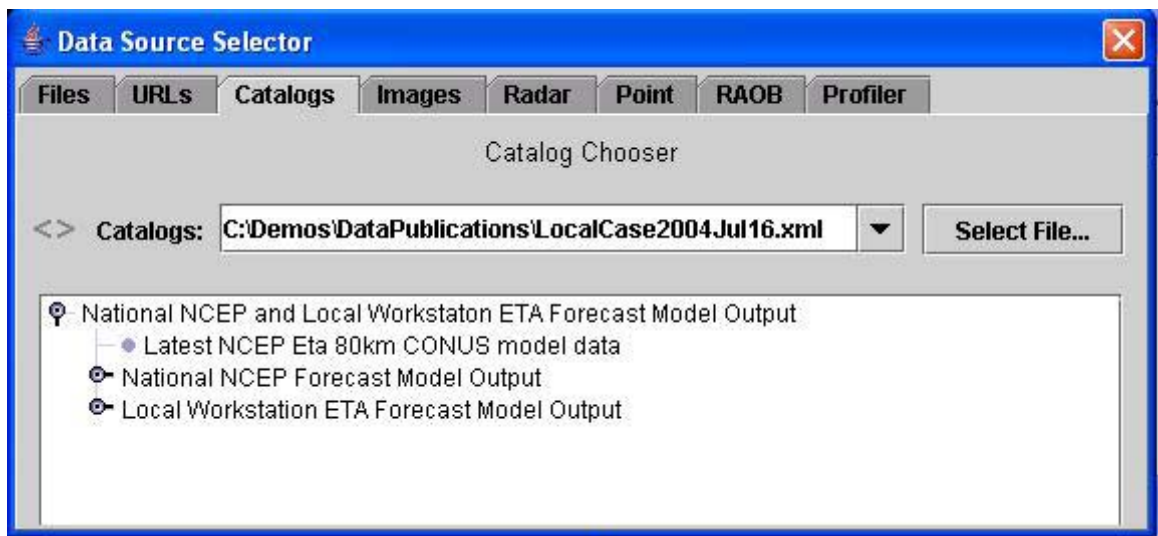 Data Source Selector
Files URLs Catalogs Images Radar Point RAOB Profiler
Catalog Chooser
<> Catalogs: C:\Demos\DataPublications\LocalCase2004Jul16.xml Select File...
National NCEP and Local Workstaton ETA Forecast Model Output
Latest NCEP Eta 80km CONUS model data
National NCEP Forecast Model Output
Local Workstation ETA Forecast Model Output